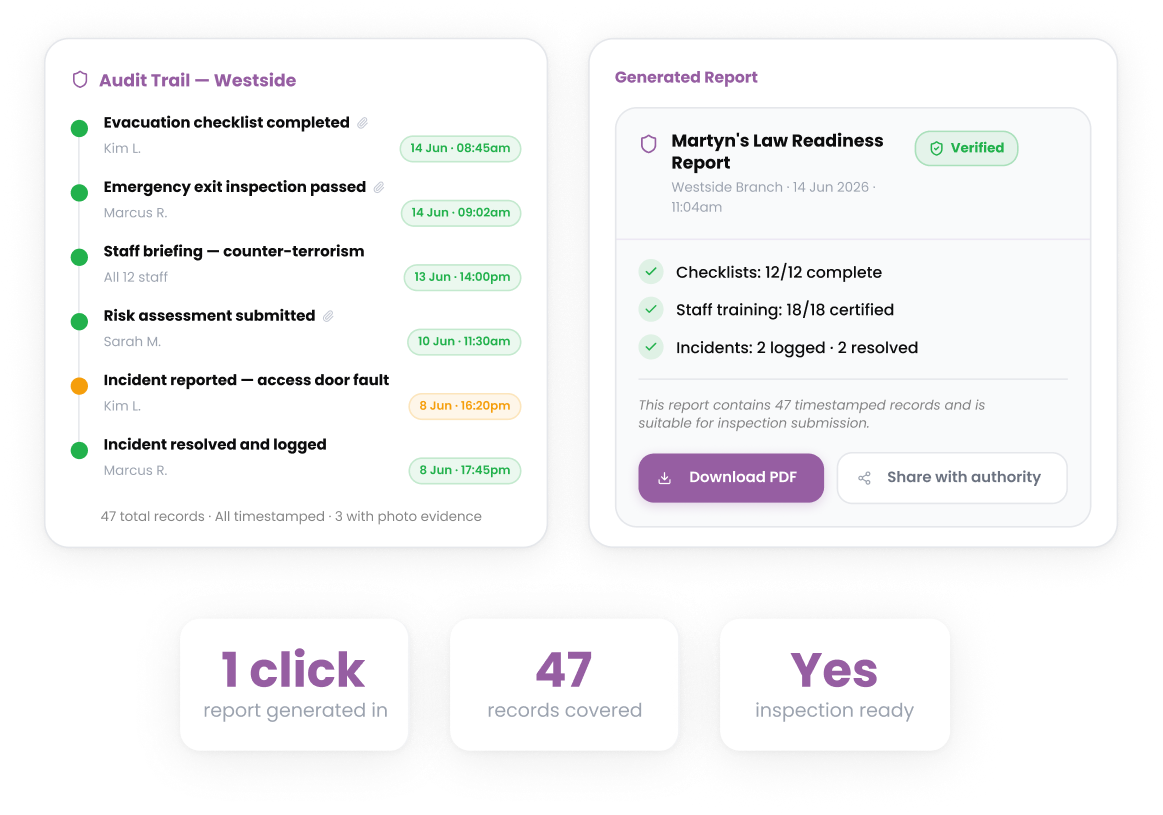 Audit Trail — Westside
Evacuation checklist completed
Kim L.
14 Jun · 08:45am
Emergency exit inspection passed
Marcus R.
14 Jun · 09:02am
Staff briefing — counter-terrorism
All 12 staff
13 Jun · 14:00pm
Risk assessment submitted
Sarah M.
10 Jun · 11:30am
Incident reported — access door fault
Kim L.
8 Jun · 16:20pm
Incident resolved and logged
Marcus R.
8 Jun · 17:45pm
47 total records · All timestamped · 3 with photo evidence
Generated Report
Martyn's Law Readiness
Report
Verified
Westside Branch · 14 Jun 2026 ·
11:04am
Checklists: 12/12 complete
Staff training: 18/18 certified
Incidents: 2 logged · 2 resolved
This report contains 47 timestamped records and is
suitable for inspection submission.
Download PDF
Share with authority
1 click
report generated in
47
records covered
Yes
inspection ready